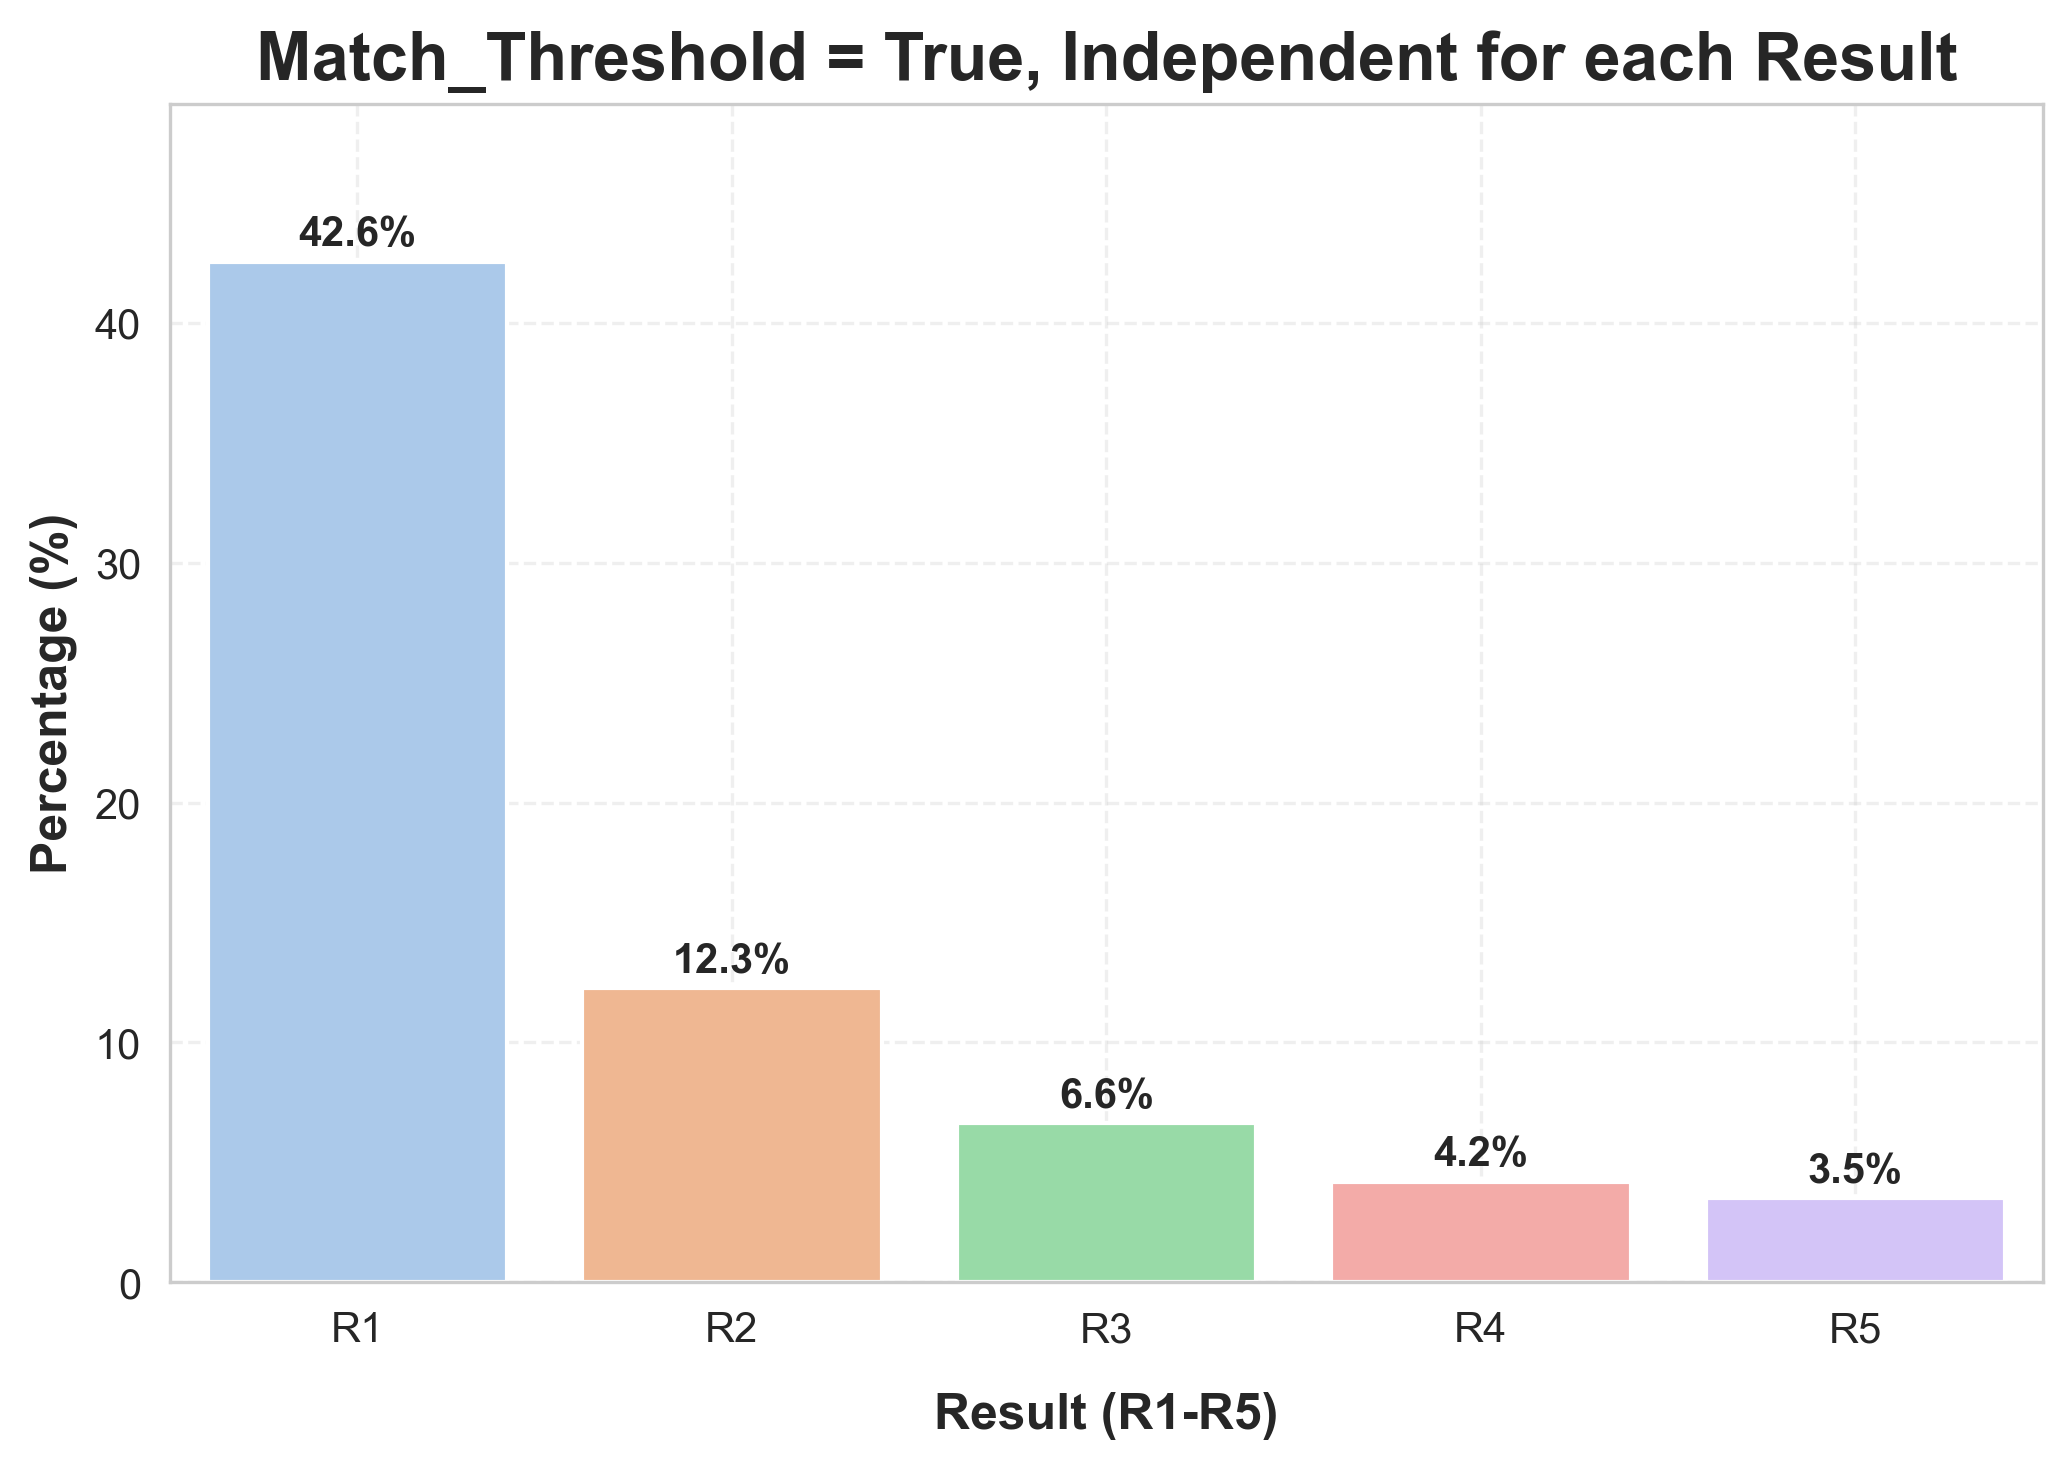 Match_Threshold = True, Independent for each Result
Percentage (%)
40
30
20
10
0
42.6%
12.3%
6.6%
4.2%
3.5%
R1
R2
R3
R4
R5
Result (R1-R5)